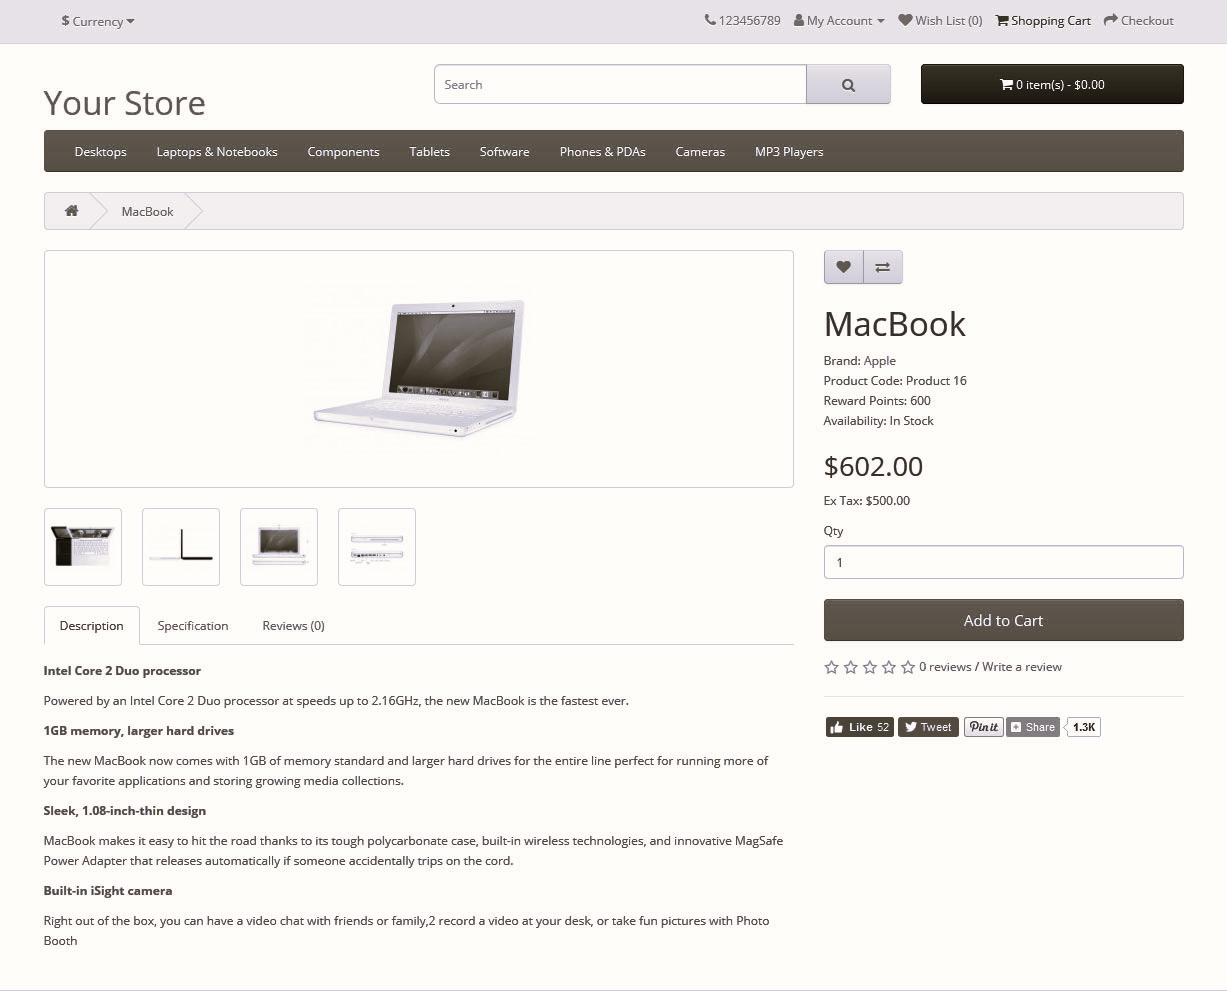 $ Currency
123456789 My Account Wish List (0) Shopping Cart Checkout
Your Store
Search
0 item(s) - $0.00
Desktops Laptops & Notebooks Components Tablets Software Phones & PDAs Cameras MP3 Players
MacBook
MacBook
Brand: Apple
Product Code: Product 16
Reward Points: 600
Availability: In Stock
$602.00
Ex Tax: $500.00
Qty
1
Add to Cart
0 reviews / Write a review
Like 52 Tweet Pin it Share 1.3K
Description Specification Reviews (0)
Intel Core 2 Duo processor
Powered by an Intel Core 2 Duo processor at speeds up to 2.16GHz, the new MacBook is the fastest ever.
1GB memory, larger hard drives
The new MacBook now comes with 1GB of memory standard and larger hard drives for the entire line perfect for running more of
your favorite applications and storing growing media collections.
Sleek, 1.08-inch-thin design
MacBook makes it easy to hit the road thanks to its tough polycarbonate case, built-in wireless technologies, and innovative MagSafe
Power Adapter that releases automatically if someone accidentally trips on the cord.
Built-in iSight camera
Right out of the box, you can have a video chat with friends or family,2 record a video at your desk, or take fun pictures with Photo
Booth